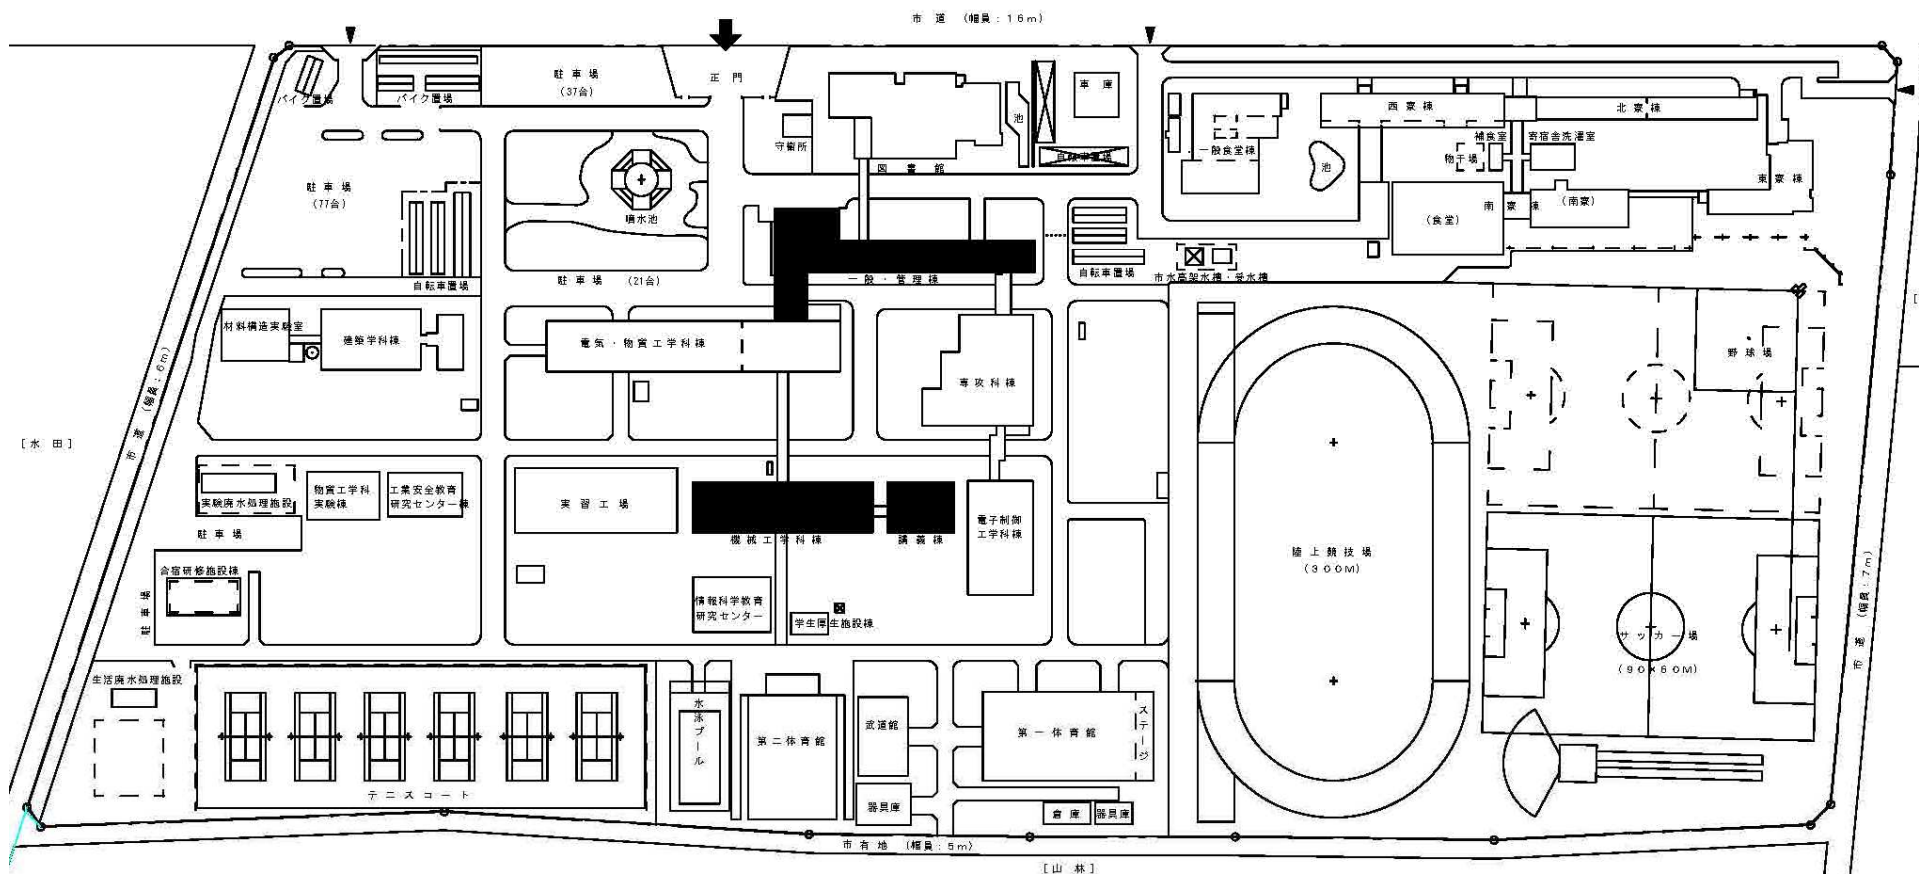 市道 (幅員:16m)
駐車場
(37台)
正門
バイク置場
バイク置場
守衛所
図書館
池
車庫
自転車置場
一般食堂棟
池
西寮棟
北寮棟
補食室
寄宿舎洗濯室
物干場
東寮棟
(食堂)
南寮棟
(南寮)
駐車場
(77台)
噴水池
自転車置場
駐車場 (21台)
一般・管理棟
自転車置場
市水高架水槽・受水槽
材料構造実験室
建築学科棟
電気・物質工学科棟
専攻科棟
野球場
市道 (幅員:6m)
[水田]
実験廃水処理施設
物質工学科
実験棟
工業安全教育
研究センター棟
実習工場
機械工学科棟
講義棟
電子制御
工学科棟
駐車場
合宿研修施設棟
駐車場
情報科学教育
研究センター
学生厚生施設棟
陸上競技場
(300M)
サッカー場
(90×60M)
市道 (幅員:7m)
生活廃水処理施設
テニスコート
水泳プール
第二体育館
武道館
器具庫
第一体育館
ステージ
倉庫
器具庫
市有地 (幅員:5m)
[山林]